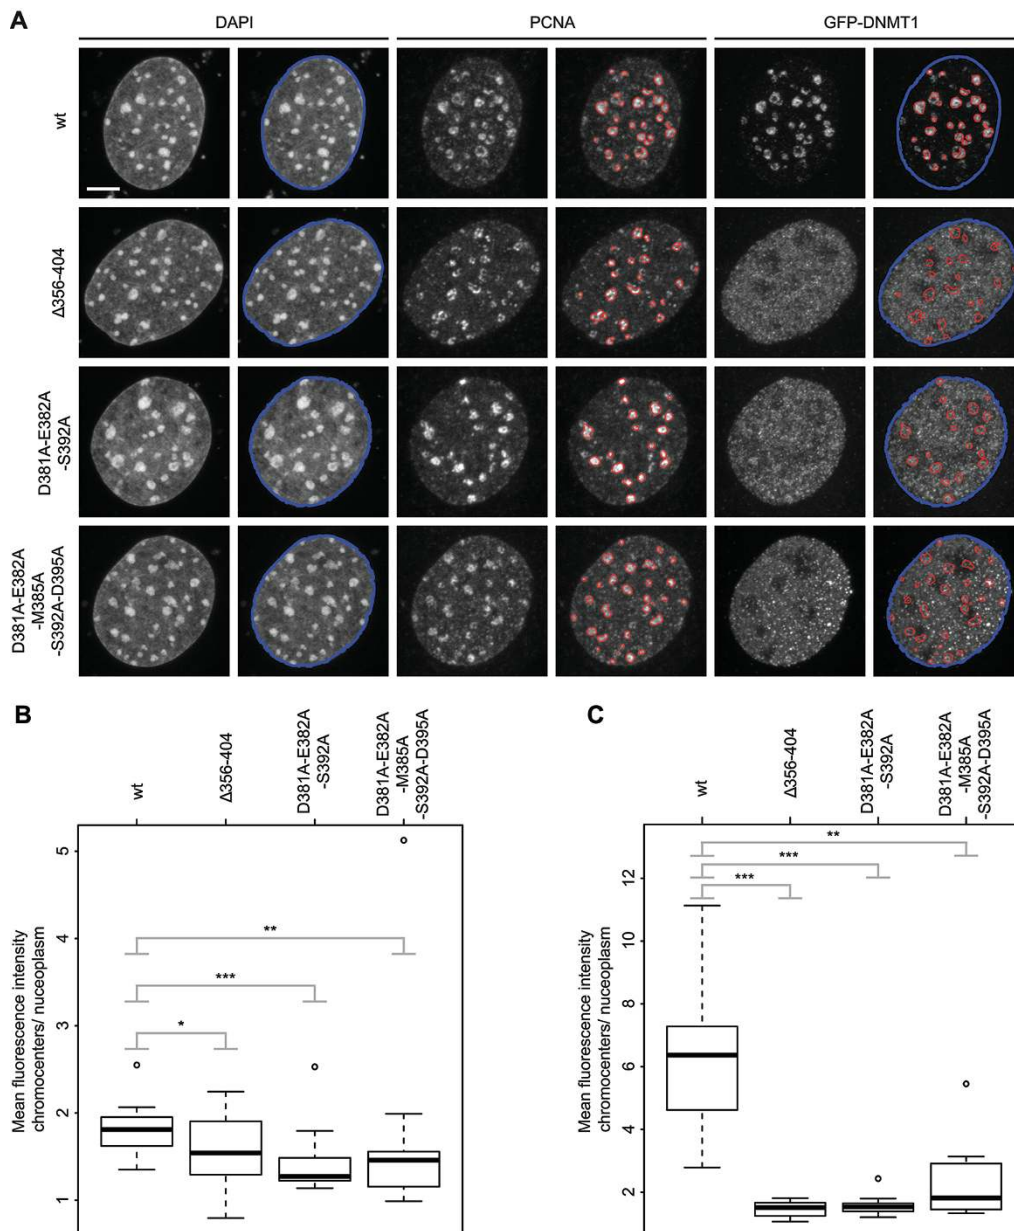 A
DAPI
PCNA
GFP-DNMT1
wt
Δ356-404
D381A-E382A
-S392A
D381A-E382A
-M385A
-S392A-D395A
B
wt
Δ356-404
D381A-E382A
-S392A
D381A-E382A
-M385A
-S392A-D395A
Mean fluorescence intensity
chromocenters/ nuceoplasm
5
4
3
2
1
**
***
*
C
wt
Δ356-404
D381A-E382A
-S392A
D381A-E382A
-M385A
-S392A-D395A
Mean fluorescence intensity
chromocenters/ nuceoplasm
12
10
8
6
4
2
**
***
***